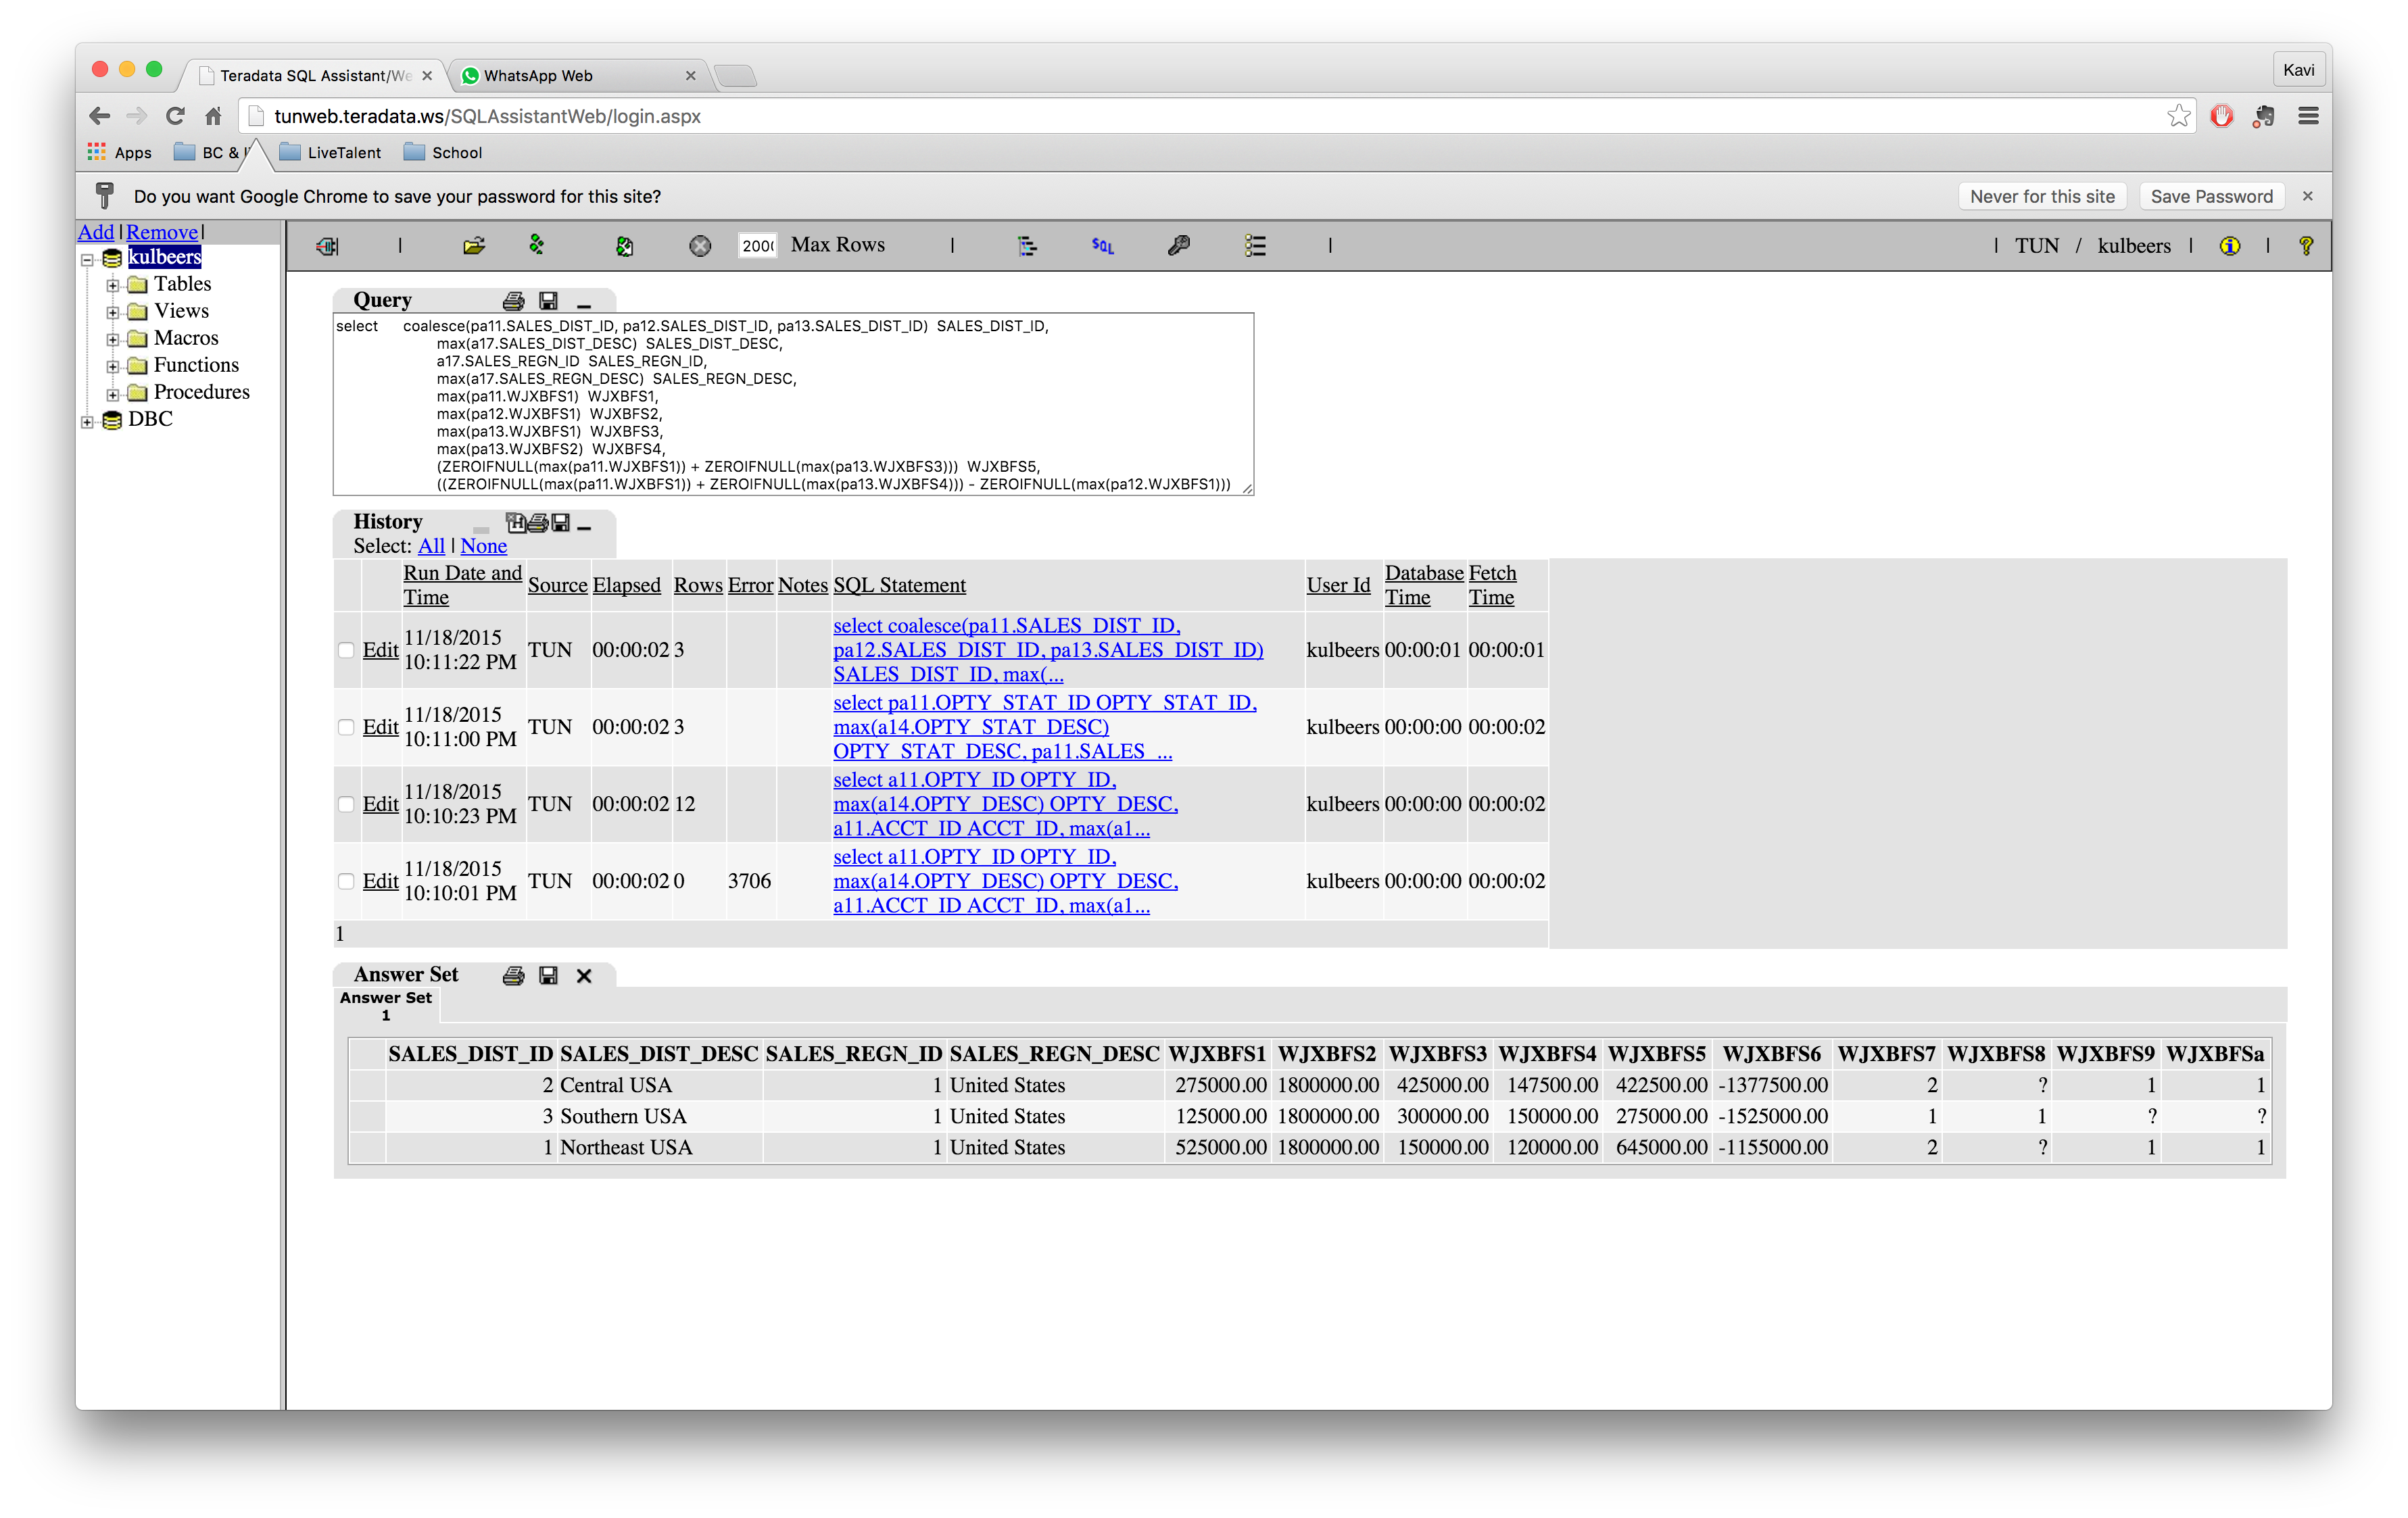 Teradata SQL Assistant/We
WhatsApp Web
Kavi
tunweb.teradata.ws/SQLAssistantWeb/login.aspx
Apps BC & I LiveTalent School
Do you want Google Chrome to save your password for this site? Never for this site Save Password
Add | Remove |
kulbeers
Tables
Views
Macros
Functions
Procedures
DBC
| 200 Max Rows | SQL | | TUN / kulbeers | |
Query
select coalesce(pa11.SALES_DIST_ID, pa12.SALES_DIST_ID, pa13.SALES_DIST_ID) SALES_DIST_ID,
max(a17.SALES_DIST_DESC) SALES_DIST_DESC,
a17.SALES_REGN_ID SALES_REGN_ID,
max(a17.SALES_REGN_DESC) SALES_REGN_DESC,
max(pa11.WJXBFS1) WJXBFS1,
max(pa12.WJXBFS1) WJXBFS2,
max(pa13.WJXBFS1) WJXBFS3,
max(pa13.WJXBFS2) WJXBFS4,
(ZEROIFNULL(max(pa11.WJXBFS1)) + ZEROIFNULL(max(pa13.WJXBFS3))) WJXBFS5,
((ZEROIFNULL(max(pa11.WJXBFS1)) + ZEROIFNULL(max(pa13.WJXBFS4))) - ZEROIFNULL(max(pa12.WJXBFS1)))
History
Select: All | None
Run Date and Time Source Elapsed Rows Error Notes SQL Statement User Id Database Time Fetch Time
Edit 11/18/2015 10:11:22 PM TUN 00:00:02 3 select coalesce(pa11.SALES_DIST_ID, pa12.SALES_DIST_ID, pa13.SALES_DIST_ID) SALES_DIST_ID, max(... kulbeers 00:00:01 00:00:01
Edit 11/18/2015 10:11:00 PM TUN 00:00:02 3 select pa11.OPTY_STAT_ID OPTY_STAT_ID, max(a14.OPTY_STAT_DESC) OPTY_STAT_DESC, pa11.SALES_... kulbeers 00:00:00 00:00:02
Edit 11/18/2015 10:10:23 PM TUN 00:00:02 12 select a11.OPTY_ID OPTY_ID, max(a14.OPTY_DESC) OPTY_DESC, a11.ACCT_ID ACCT_ID, max(a1... kulbeers 00:00:00 00:00:02
Edit 11/18/2015 10:10:01 PM TUN 00:00:02 0 3706 select a11.OPTY_ID OPTY_ID, max(a14.OPTY_DESC) OPTY_DESC, a11.ACCT_ID ACCT_ID, max(a1... kulbeers 00:00:00 00:00:02
1
Answer Set
Answer Set
1
SALES_DIST_ID SALES_DIST_DESC SALES_REGN_ID SALES_REGN_DESC WJXBFS1 WJXBFS2 WJXBFS3 WJXBFS4 WJXBFS5 WJXBFS6 WJXBFS7 WJXBFS8 WJXBFS9 WJXBFSa
2 Central USA 1 United States 275000.00 1800000.00 425000.00 147500.00 422500.00 -1377500.00 2 ? 1 1
3 Southern USA 1 United States 125000.00 1800000.00 300000.00 150000.00 275000.00 -1525000.00 1 1 ? ?
1 Northeast USA 1 United States 525000.00 1800000.00 150000.00 120000.00 645000.00 -1155000.00 2 ? 1 1